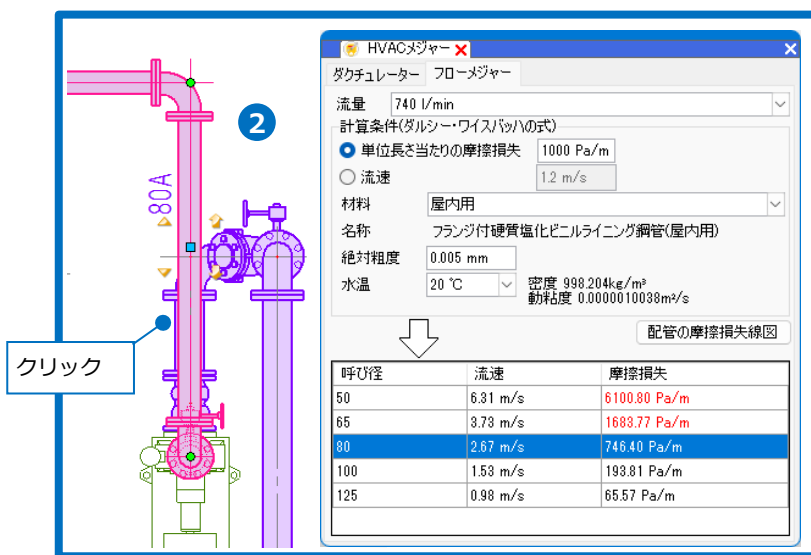 2
80A
クリック
HVACメジャー
ダクチュレーター フローメジャー
流量 740 l/min
計算条件(ダルシー・ワイスバッハの式)
単位長さ当たりの摩擦損失 1000 Pa/m
流速 1.2 m/s
材料 屋内用
名称 フランジ付硬質塩化ビニルライニング鋼管(屋内用)
絶対粗度 0.005 mm
水温 20 ℃ 密度 998.204kg/m³
動粘度 0.0000010038m²/s
配管の摩擦損失線図
呼び径 流速 摩擦損失
50 6.31 m/s 6100.80 Pa/m
65 3.73 m/s 1683.77 Pa/m
80 2.67 m/s 746.40 Pa/m
100 1.53 m/s 193.81 Pa/m
125 0.98 m/s 65.57 Pa/m